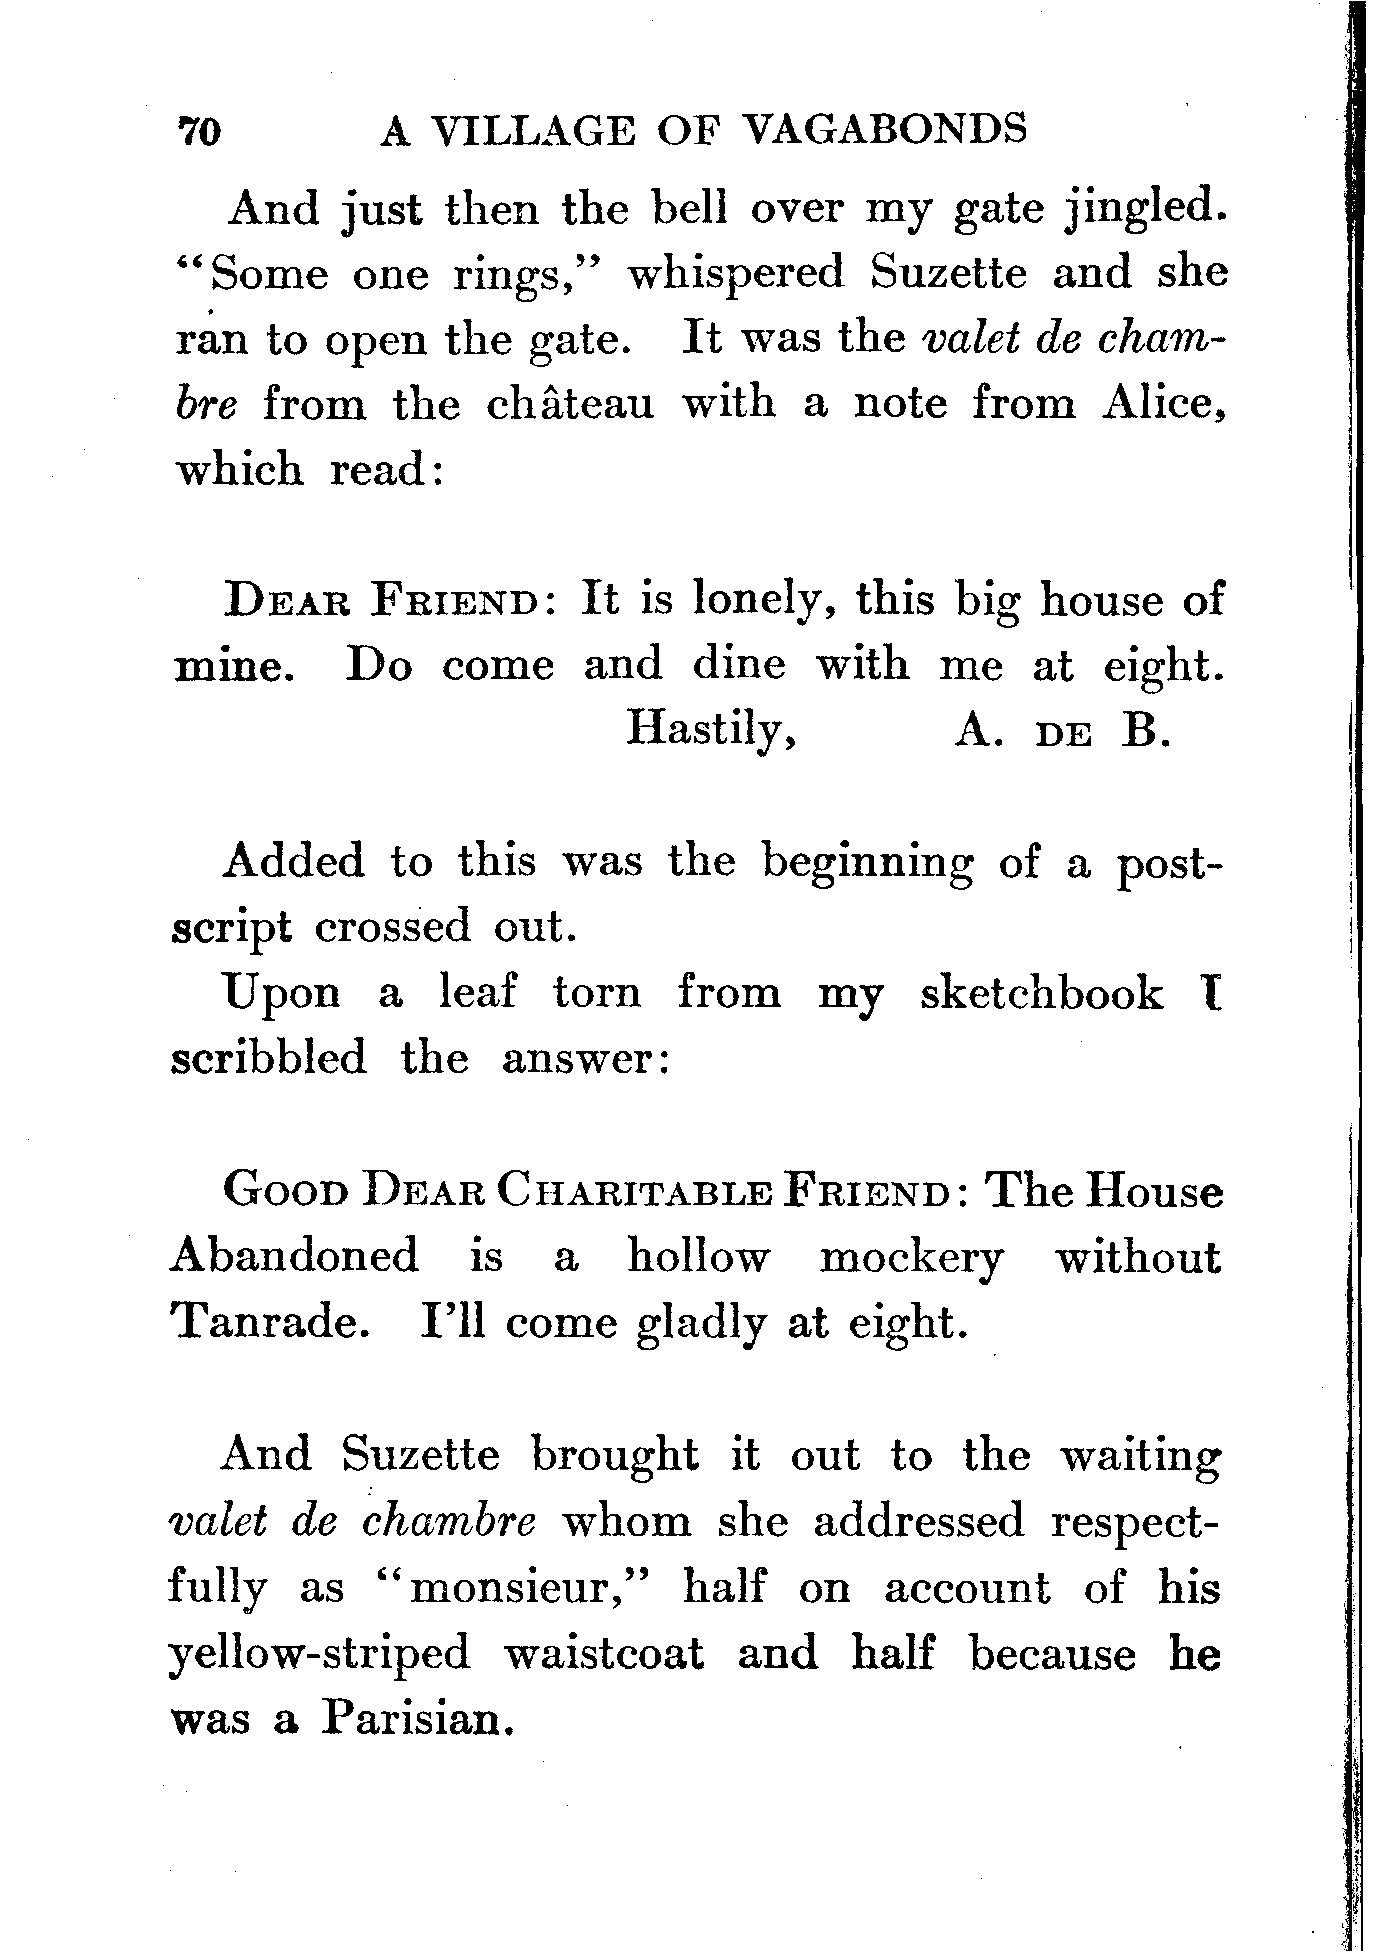 70 A VILLAGE OF VAGABONDS
And just then the bell over my gate jingled.
“Some one rings,” whispered Suzette and she
ran to open the gate. It was the valet de cham-
bre from the château with a note from Alice,
which read:
DEAR FRIEND: It is lonely, this big house of
mine. Do come and dine with me at eight.
Hastily, A. DE B.
Added to this was the beginning of a post-
script crossed out.
Upon a leaf torn from my sketchbook I
scribbled the answer:
GOOD DEAR CHARITABLE FRIEND: The House
Abandoned is a hollow mockery without
Tanrade. I’ll come gladly at eight.
And Suzette brought it out to the waiting
valet de chambre whom she addressed respect-
fully as “monsieur,” half on account of his
yellow-striped waistcoat and half because he
was a Parisian.